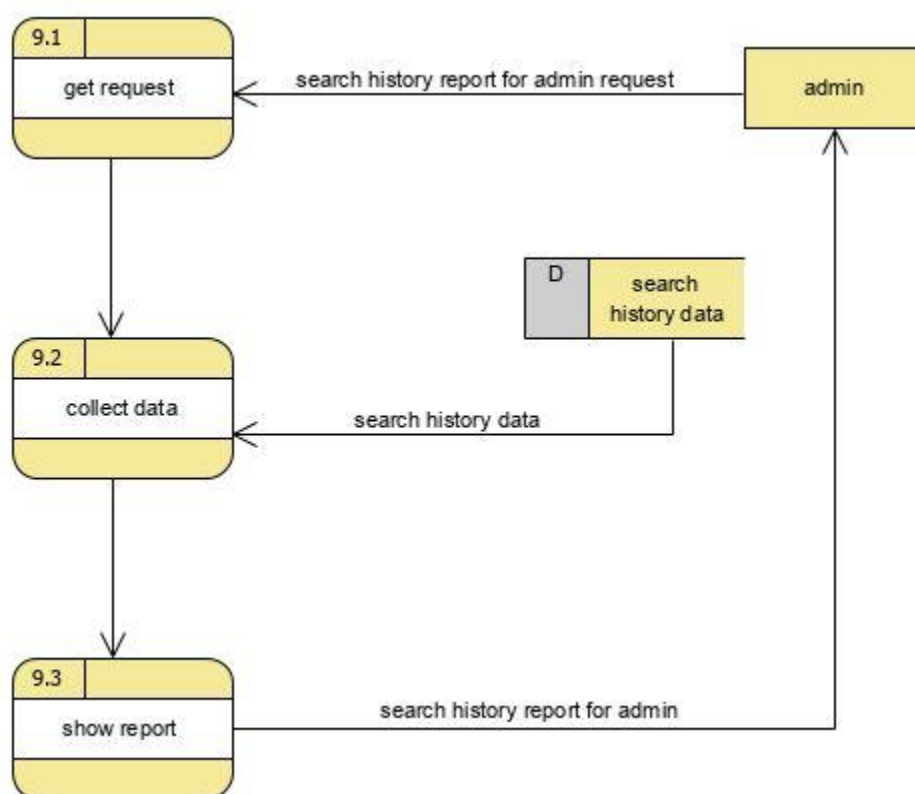 9.1
get request
search history report for admin request
admin
D
search
history data
9.2
collect data
search history data
9.3
show report
search history report for admin